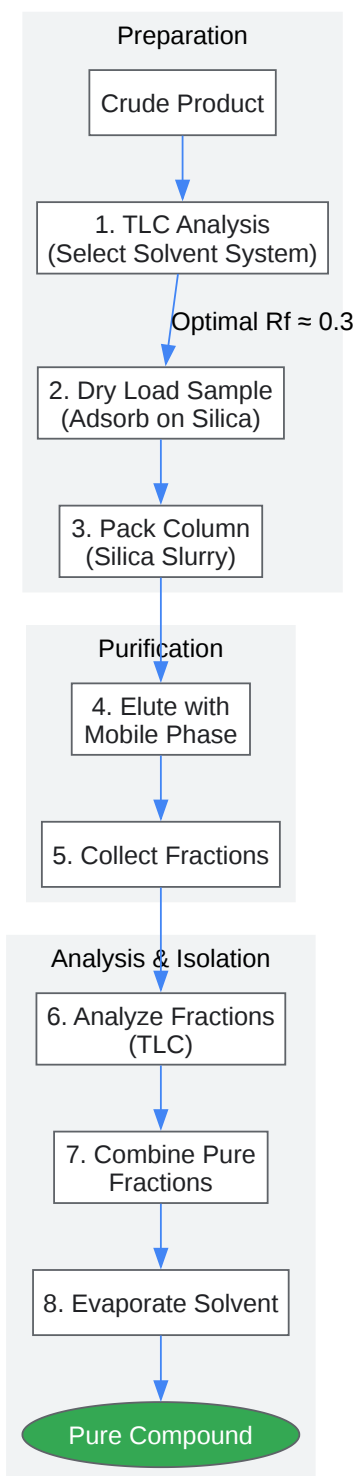 Preparation
Crude Product
1. TLC Analysis
(Select Solvent System)
Optimal Rf ≈ 0.3
2. Dry Load Sample
(Adsorb on Silica)
3. Pack Column
(Silica Slurry)
Purification
4. Elute with
Mobile Phase
5. Collect Fractions
Analysis & Isolation
6. Analyze Fractions
(TLC)
7. Combine Pure
Fractions
8. Evaporate Solvent
Pure Compound